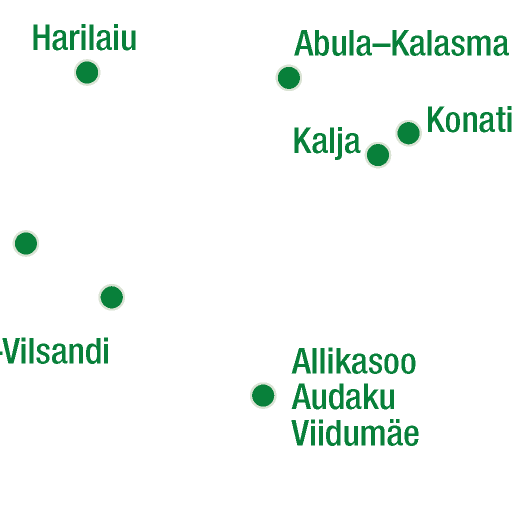 Harilaiu
Abula–Kalasma
Konati
Kalja
-Vilsandi
Allikasoo
Audaku
Viidumäe